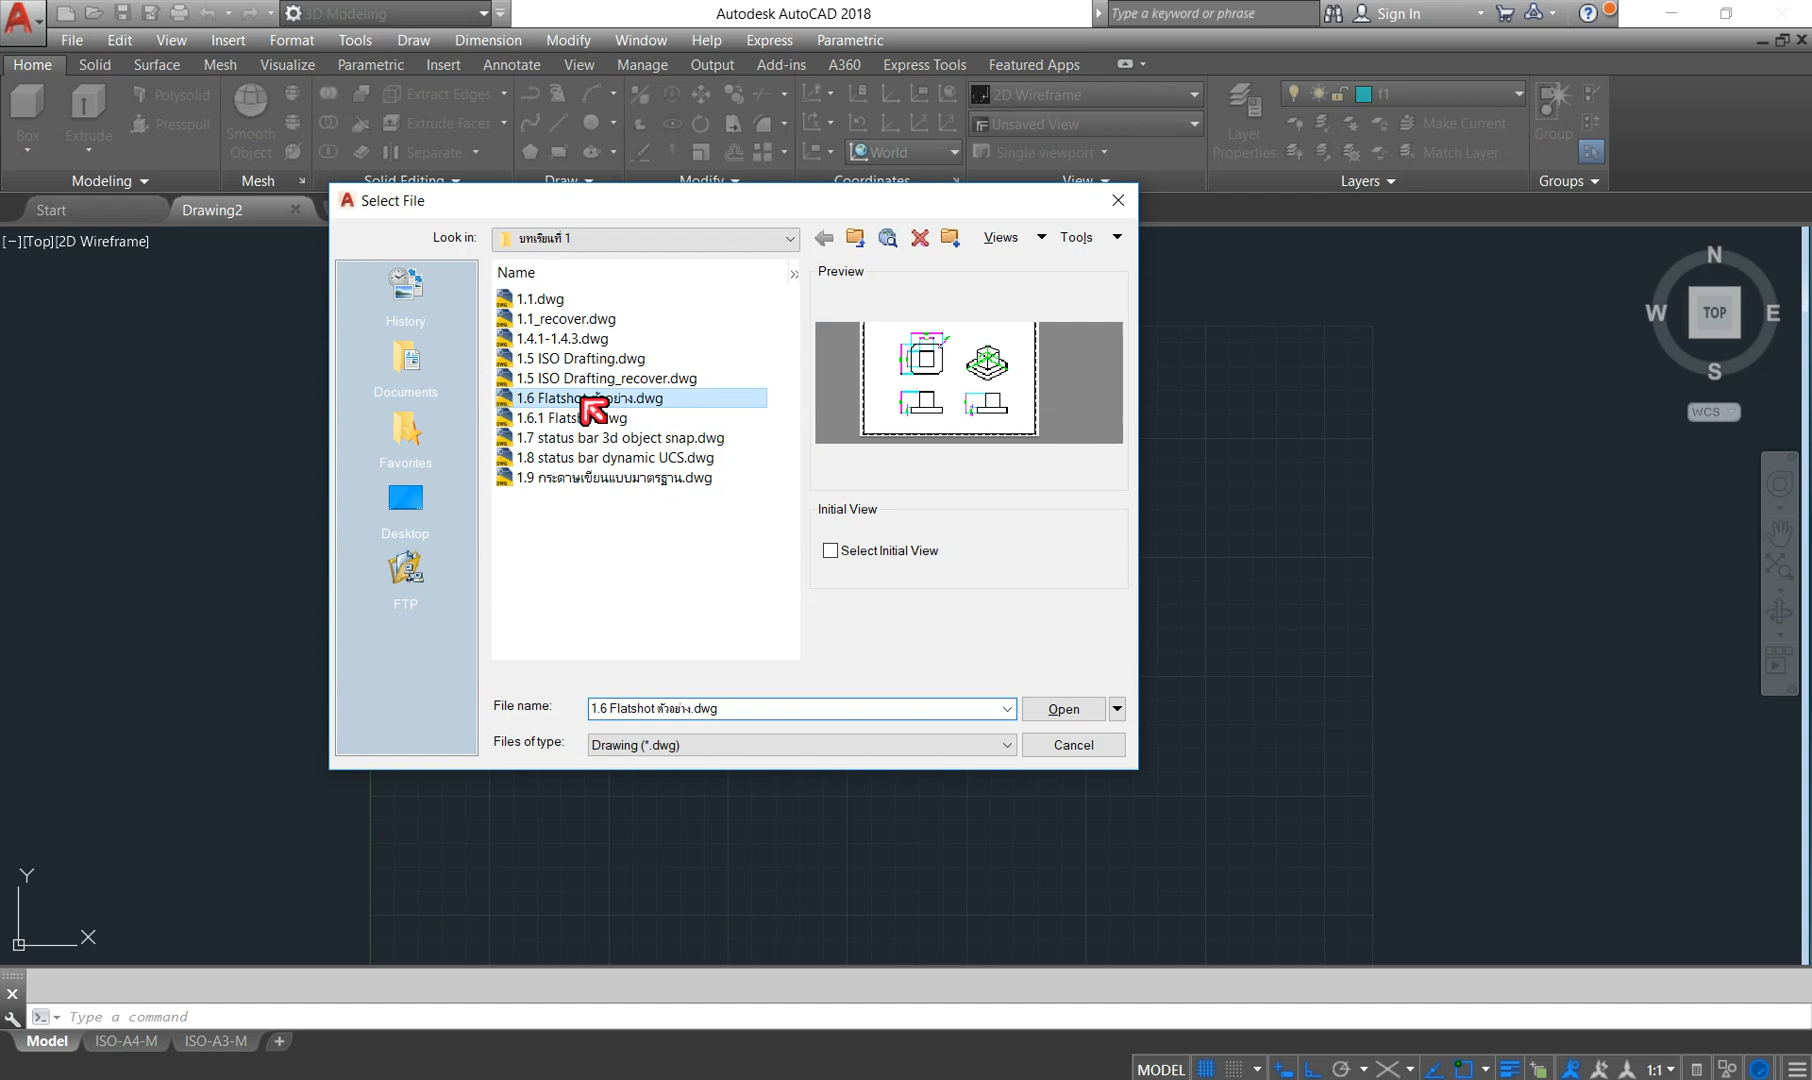 3D Modeling
Autodesk AutoCAD 2018
Type a keyword or phrase
Sign In
File Edit View Insert Format Tools Draw Dimension Modify Window Help Express Parametric
Home Solid Surface Mesh Visualize Parametric Insert Annotate View Manage Output Add-ins A360 Express Tools Featured Apps
Box
Extrude
Polysolid
Presspull
Smooth
Object
Extract Edges
Extrude Faces
Separate
2D Wireframe
Unsaved View
World
Single viewport
Layer
Properties
f1
Make Current
Match Layer
Group
Modeling Mesh Solid Editing Draw Modify Coordinates View Layers Groups
Start
Drawing2
[−][Top][2D Wireframe]
Select File
Look in:
บทเรียนที่ 1
Views
Tools
History
Documents
Favorites
Desktop
FTP
Name
1.1.dwg
1.1_recover.dwg
1.4.1-1.4.3.dwg
1.5 ISO Drafting.dwg
1.5 ISO Drafting_recover.dwg
1.7 status bar 3d object snap.dwg
1.8 status bar dynamic UCS.dwg
1.9 กระดาษเขียนแบบมาตรฐาน.dwg
Preview
Initial View
Select Initial View
File name:
1.6 Flatshot ตัวอย่าง.dwg
Open
Files of type:
Drawing (*.dwg)
Cancel
N
W
TOP
E
S
WCS
Y
X
Type a command
Model
ISO-A4-M
ISO-A3-M
MODEL
1:1